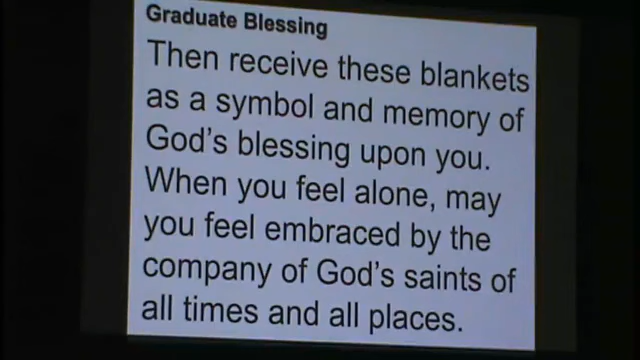 Graduate Blessing
Then receive these blankets
as a symbol and memory of
God's blessing upon you.
When you feel alone, may
you feel embraced by the
company of God's saints of
all times and all places.